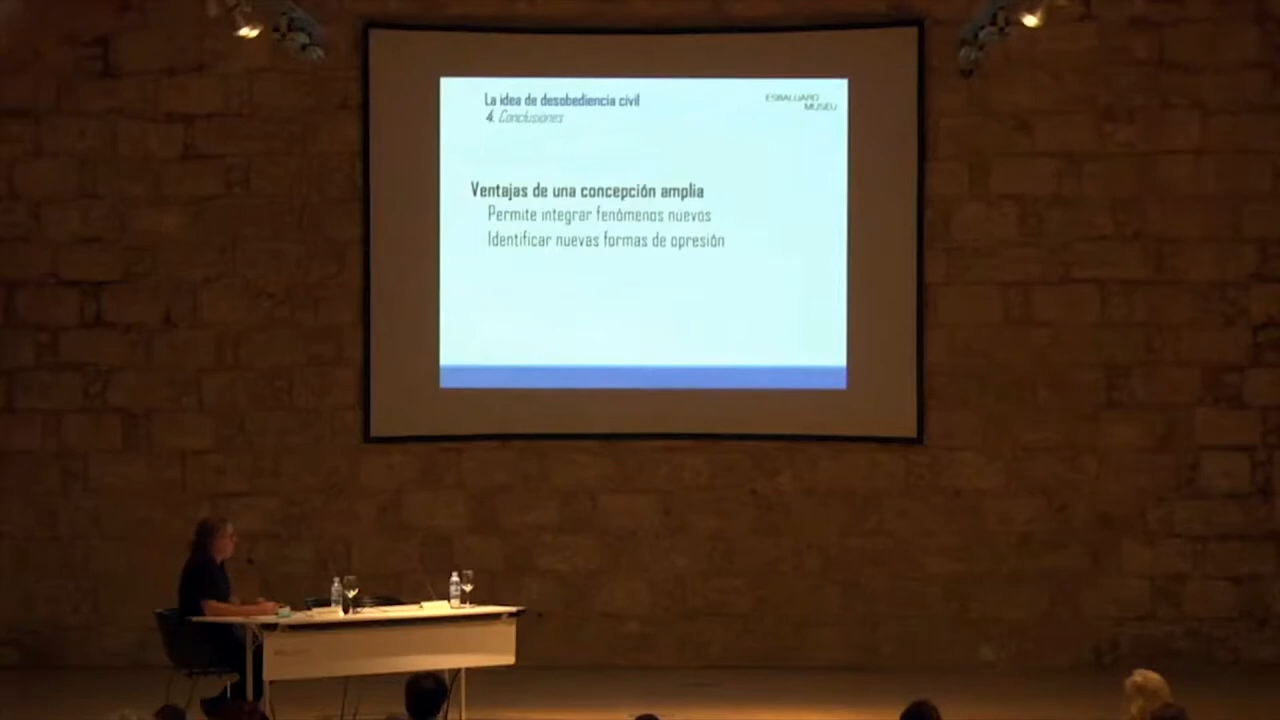 La idea de desobediencia civil
4. Conclusiones
ESBALUARD
MUSEU
Ventajas de una concepción amplia
Permite integrar fenómenos nuevos
Identificar nuevas formas de opresión